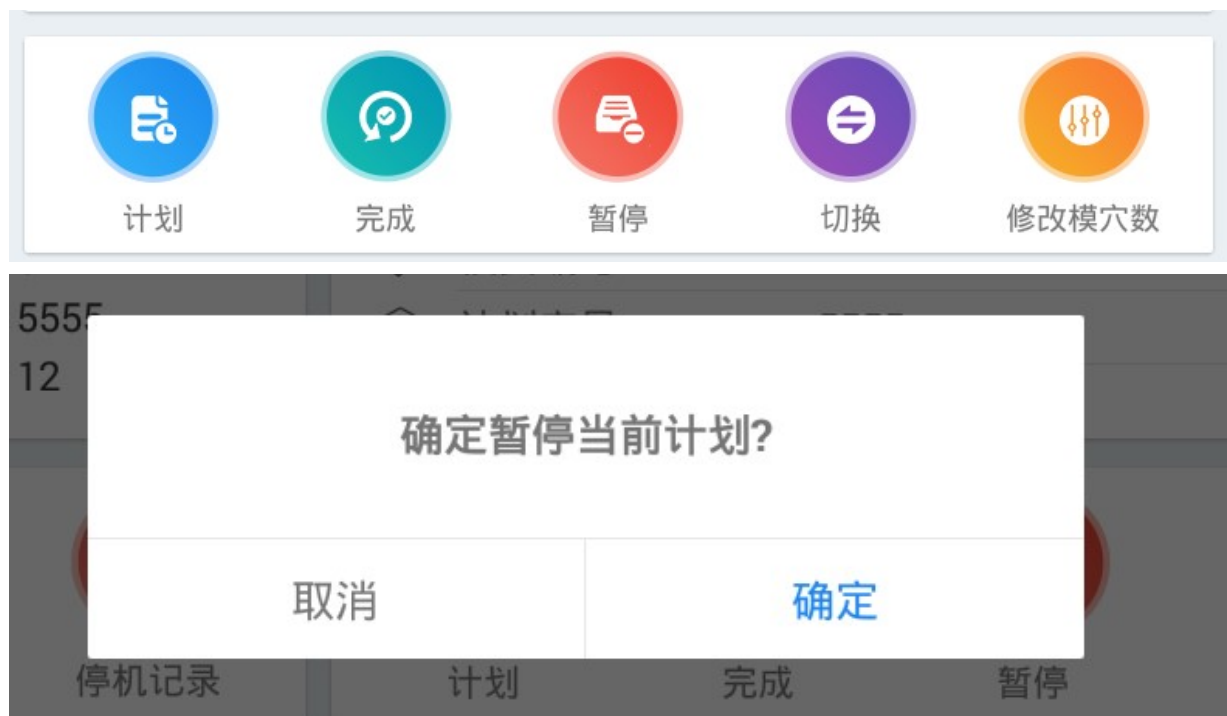 计划 完成 暂停 切换 修改模穴数
5555
12
确定暂停当前计划?
取消 确定
停机记录 计划 完成 暂停